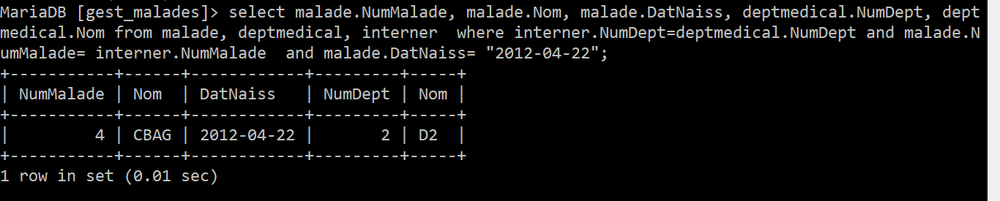 MariaDB [gest_malades]> select malade.NumMalade, malade.Nom, malade.DatNaiss, deptmedical.NumDept, dept
medical.Nom from malade, deptmedical, interner  where interner.NumDept=deptmedical.NumDept and malade.N
umMalade= interner.NumMalade  and malade.DatNaiss= "2012-04-22";
+-----------+------+------------+---------+-----+
| NumMalade | Nom  | DatNaiss   | NumDept | Nom |
+-----------+------+------------+---------+-----+
|         4 | CBAG | 2012-04-22 |       2 | D2  |
+-----------+------+------------+---------+-----+
1 row in set (0.01 sec)